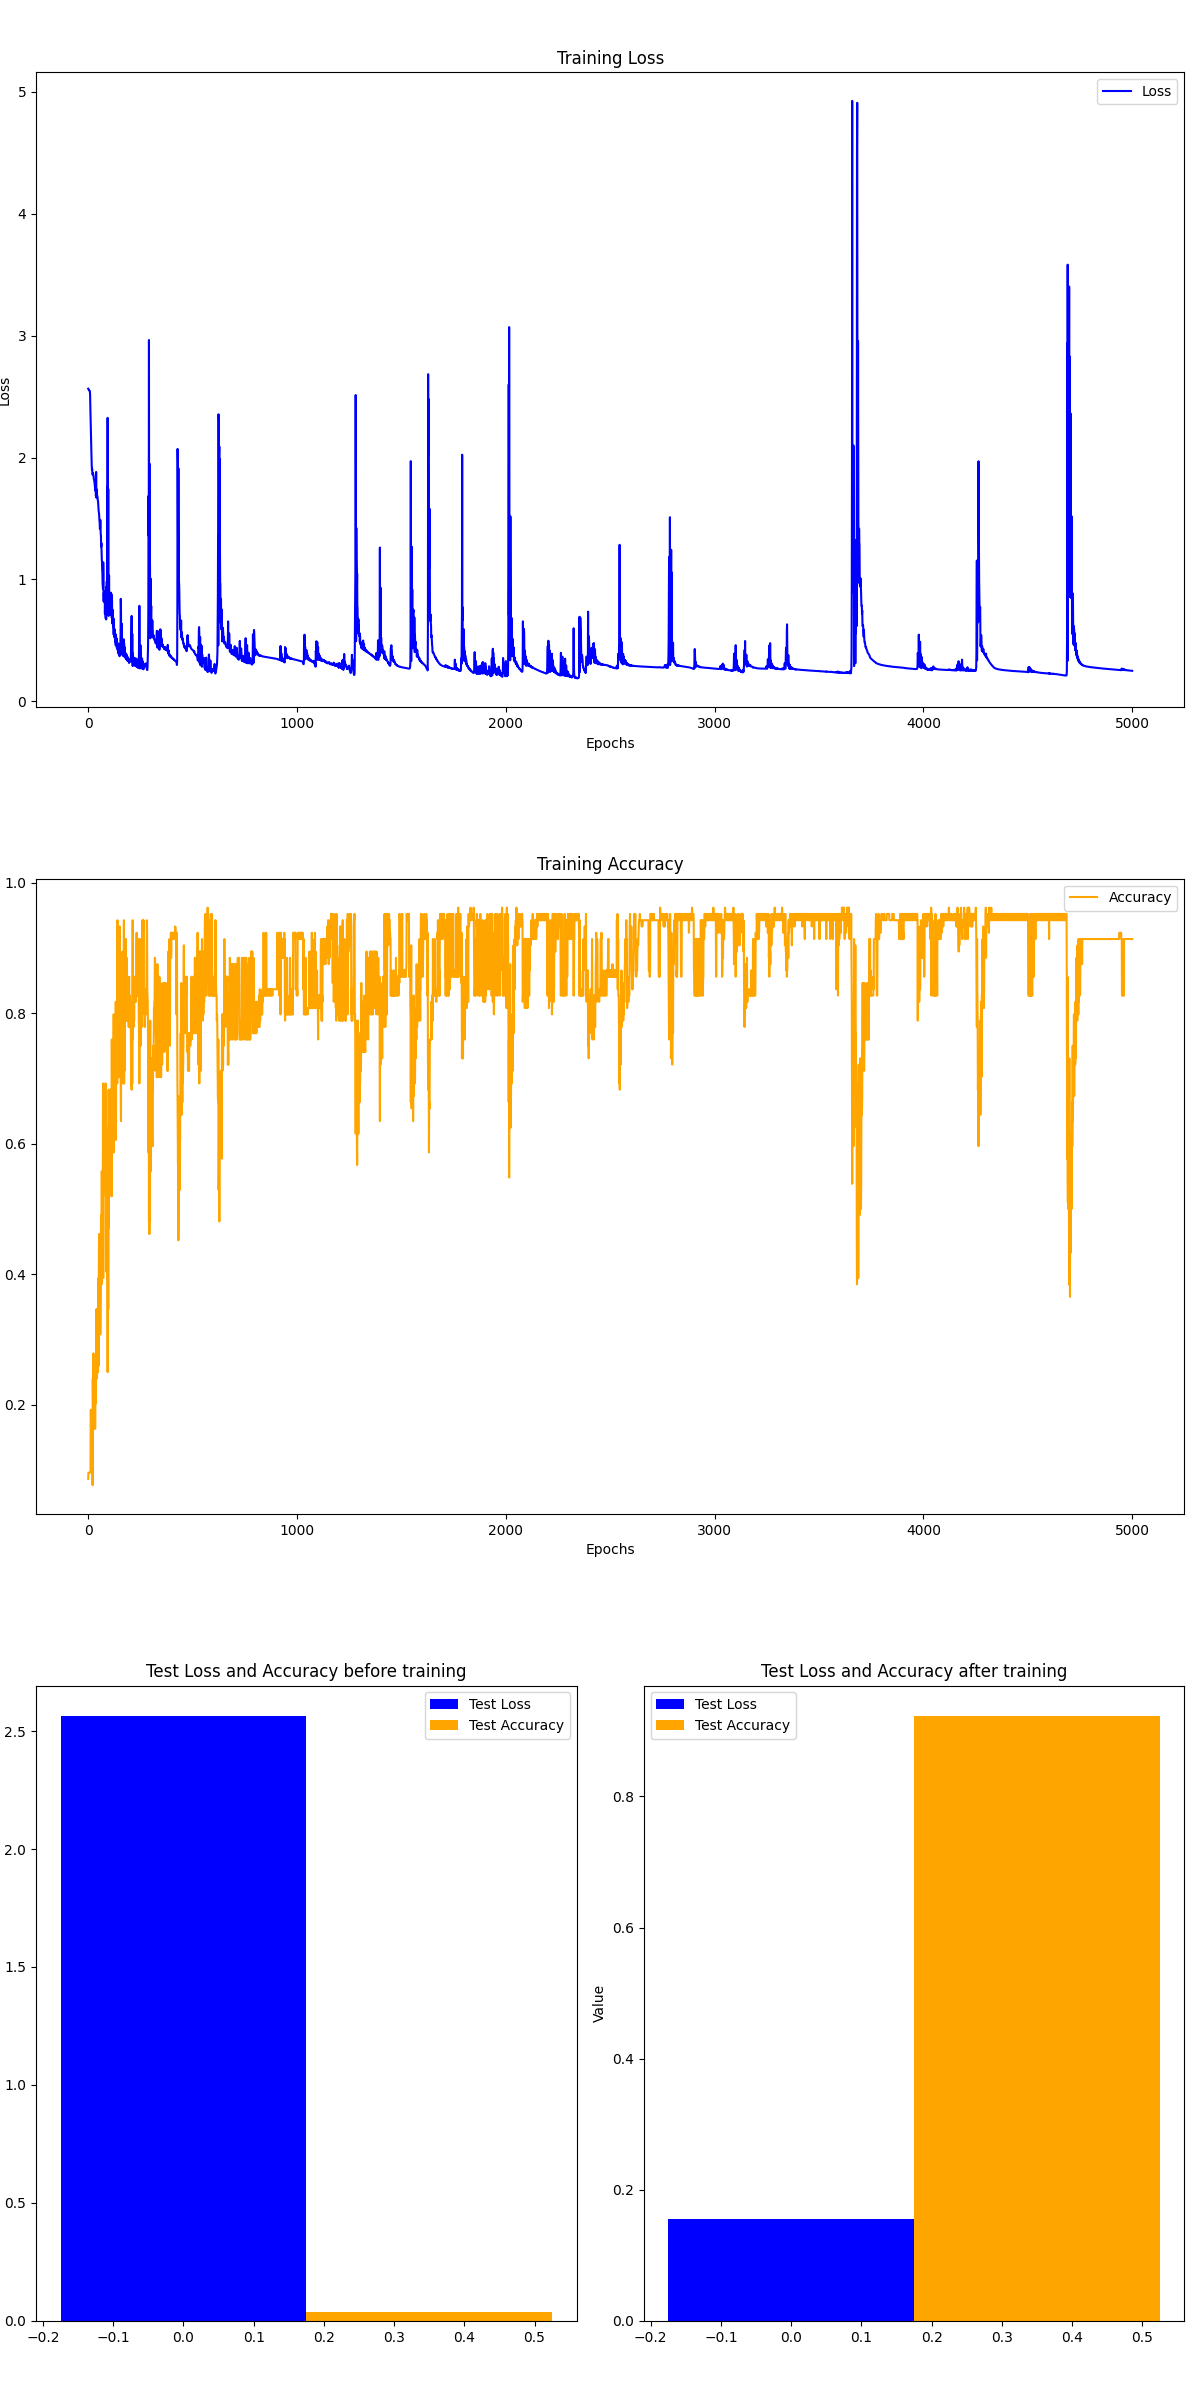 Training Loss
Loss
5
4
3
2
1
0
Loss
0 1000 2000 3000 4000 5000
Epochs
Training Accuracy
Accuracy
1.0
0.8
0.6
0.4
0.2
0 1000 2000 3000 4000 5000
Epochs
Test Loss and Accuracy before training
Test Loss
Test Accuracy
2.5
2.0
1.5
1.0
0.5
0.0
−0.2 −0.1 0.0 0.1 0.2 0.3 0.4 0.5
Test Loss and Accuracy after training
Test Loss
Test Accuracy
Value
0.8
0.6
0.4
0.2
0.0
−0.2 −0.1 0.0 0.1 0.2 0.3 0.4 0.5